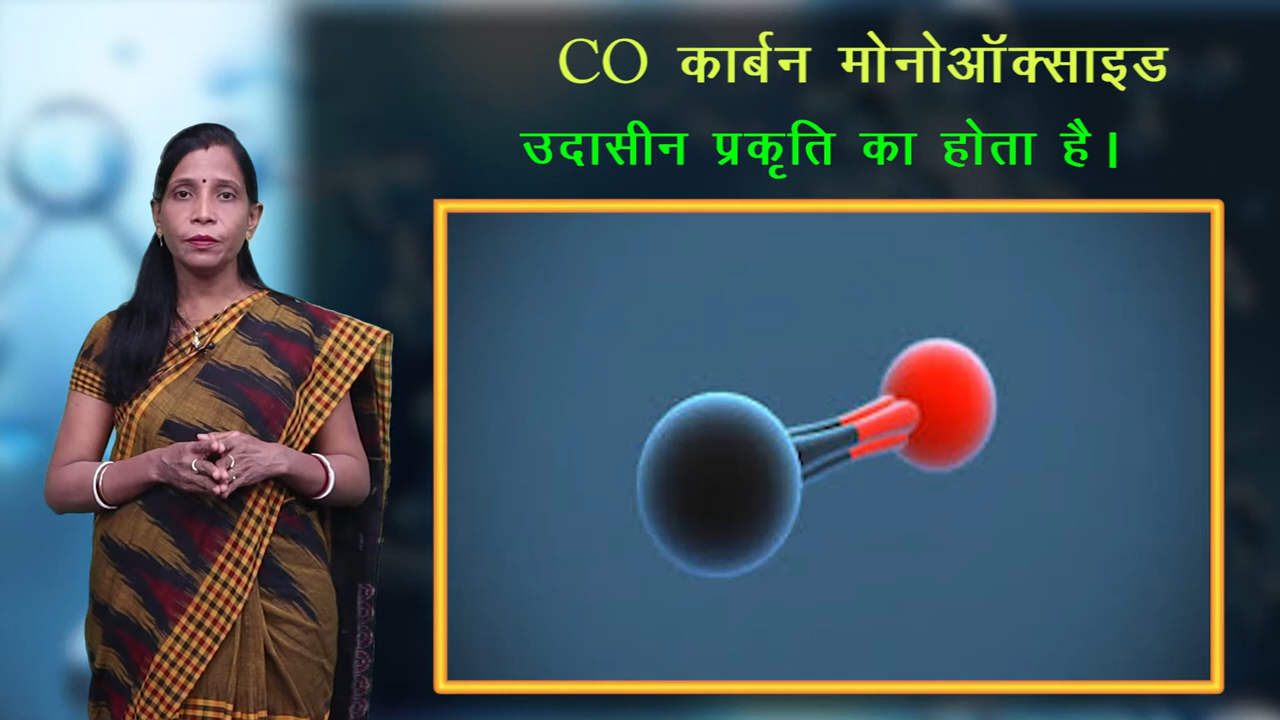 CO कार्बन मोनोऑक्साइड
उदासीन प्रकृति का होता है।